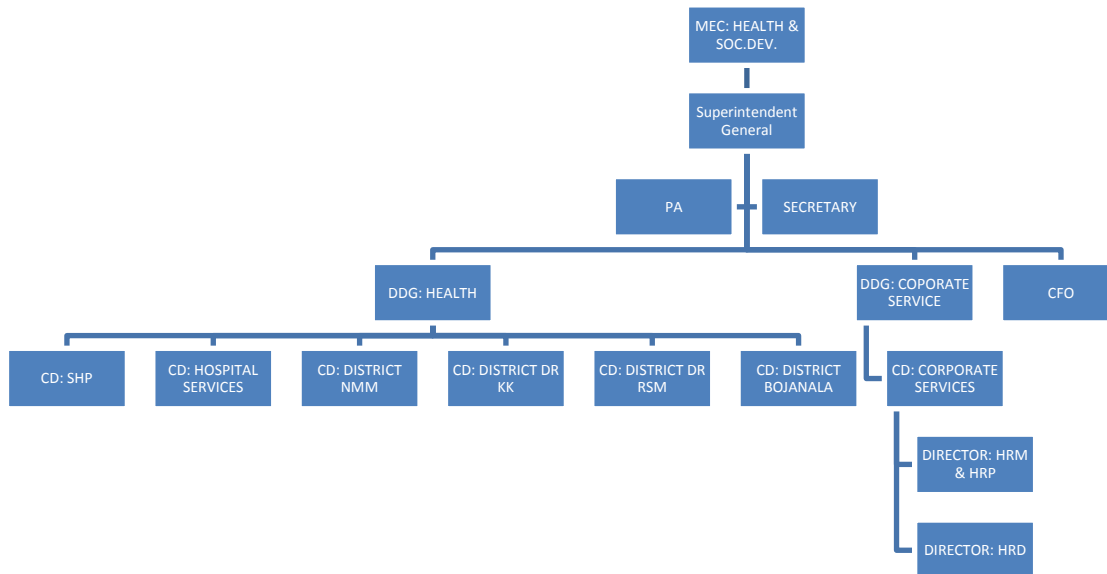 MEC: HEALTH &
SOC.DEV.
Superintendent
General
PA
SECRETARY
DDG: HEALTH
DDG: COPORATE
SERVICE
CFO
CD: SHP
CD: HOSPITAL
SERVICES
CD: DISTRICT
NMM
CD: DISTRICT DR
KK
CD: DISTRICT DR
RSM
CD: DISTRICT
BOJANALA
CD: CORPORATE
SERVICES
DIRECTOR: HRM
& HRP
DIRECTOR: HRD